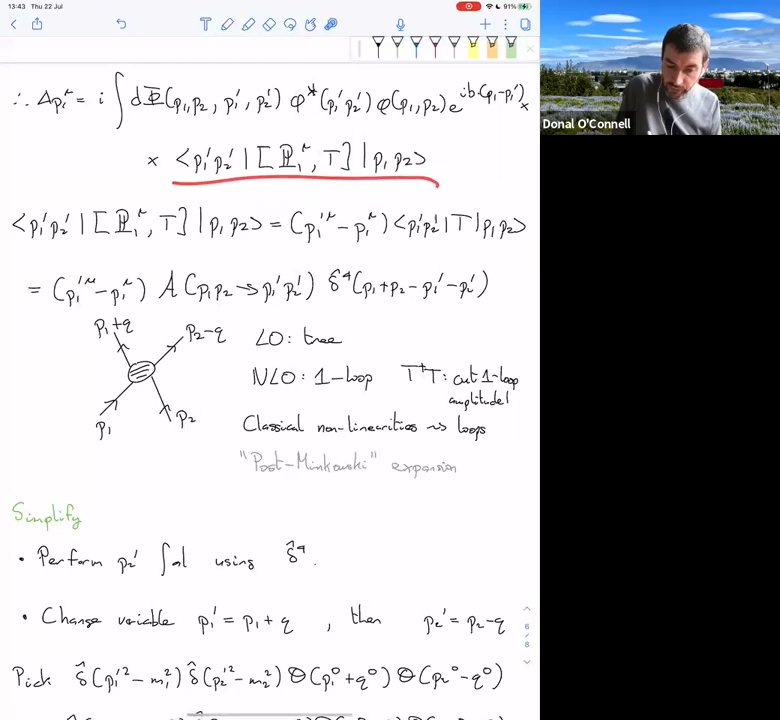 13:43 Thu 22 Jul
91%
∴ Δp₁^μ = i ∫ dΦ(p₁, p₂, p₁', p₂') φ*(p₁'p₂') φ(p₁, p₂) e^{ib·(p₁-p₁')} ×
× <p₁'p₂' | [ℙ₁^μ, T] | p₁ p₂>
<p₁'p₂' | [ℙ₁^μ, T] | p₁ p₂> = (p₁'^μ - p₁^μ) <p₁'p₂' | T | p₁ p₂>
= (p₁'^μ - p₁^μ) A(p₁p₂ → p₁'p₂') δ̂⁴(p₁+p₂-p₁'-p₂')
p₁+q
p₂-q
p₁
p₂
LO: tree
NLO: 1-loop T†T: cut 1-loop
amplitude!
Classical non-linearities ⇝ loops
"Post-Minkowski" expansion
Simplify
• Perform p₂' ∫al using δ̂⁴.
• Change variable p₁' = p₁ + q , then p₂' = p₂-q
Pick δ̂(p₁'²-m₁²) δ̂(p₂'²-m₂²) Θ(p₁⁰+q⁰) Θ(p₂⁰-q⁰)
6
/
8
Donal O'Connell